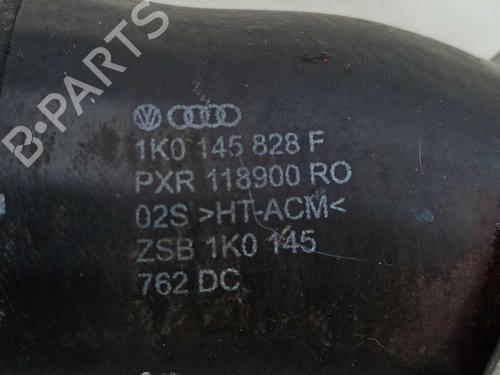 B-PARTS
1K0 145 828 F
PXR 118900 RO
02S >HT-ACM<
ZSB 1K0 145
762 DC